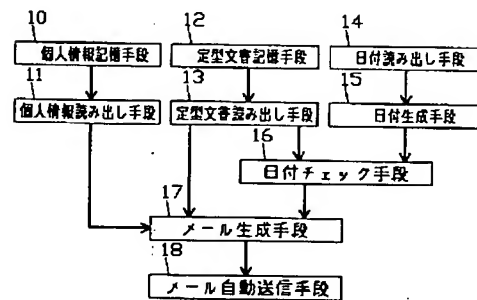 10 12 14
個人情報記憶手段 定型文書記憶手段 日付読み出し手段
11 13 15
個人情報読み出し手段 定型文書読み出し手段 日付生成手段
16
日付チェック手段
17
メール生成手段
18
メール自動送信手段